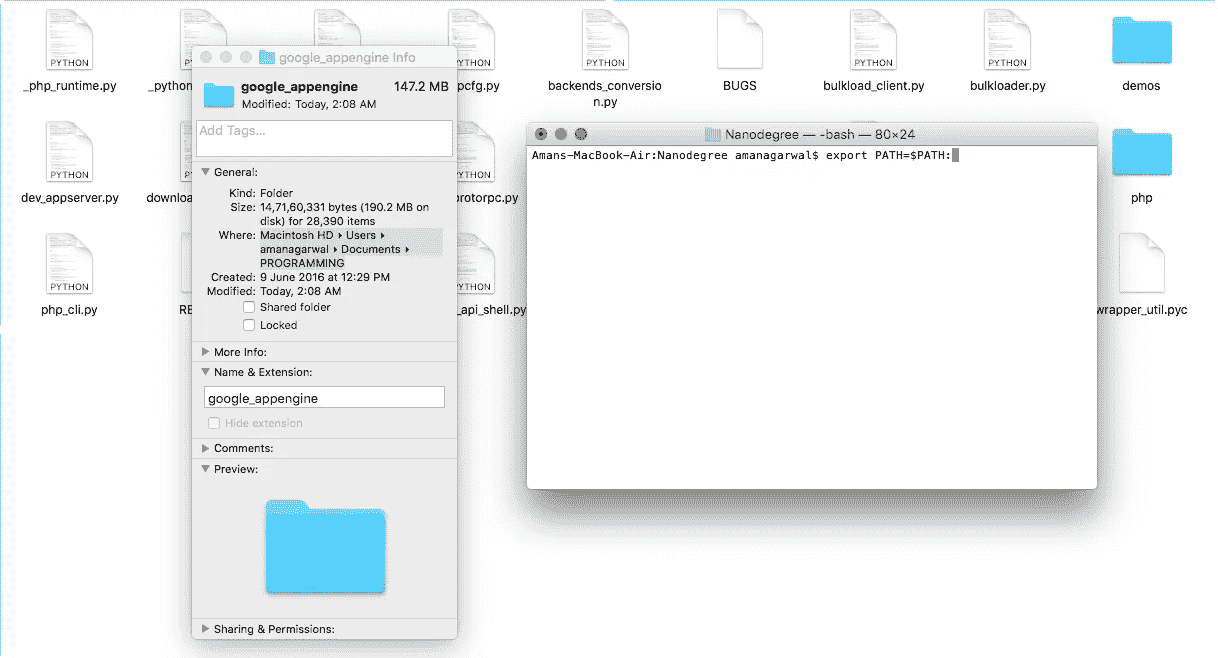 PYTHON
_php_runtime.py
_python
pcfg.py
PYTHON
backends_conversio
n.py
BUGS
PYTHON
bulkload_client.py
PYTHON
bulkloader.py
demos
PYTHON
dev_appserver.py
downloa
PYTHON
protorpc.py
php
PYTHON
php_cli.py
RE
PYTHON
_api_shell.py
wrapper_util.pyc
google_appengine Info
google_appengine 147.2 MB
Modified: Today, 2:08 AM
Add Tags...
General:
Kind: Folder
Size: 14,71,60,331 bytes (190.2 MB on
disk) for 28,390 items
Where: Macintosh HD ▸ Users ▸
amanagarwal ▸ Documents ▸
PROGRAMMING
Created: 9 June 2016 at 12:29 PM
Modified: Today, 2:08 AM
Shared folder
Locked
More Info:
Name & Extension:
google_appengine
Hide extension
Comments:
Preview:
Sharing & Permissions:
Nanodegree — -bash — 80×24
Amans-MacBook-Air:Nanodegree amanagarwal$ export PATH=$PATH: